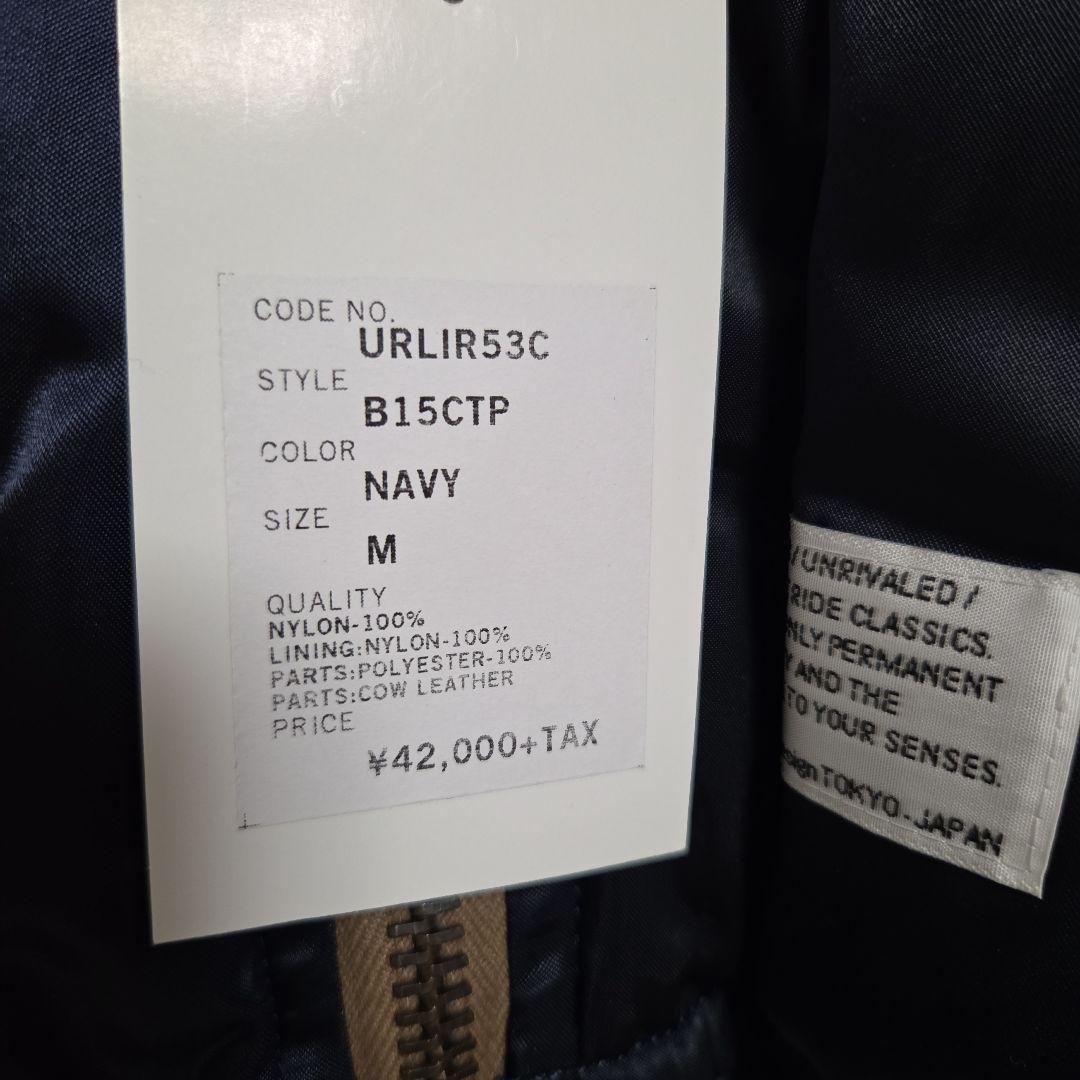 CODE NO.
URLIR53C
STYLE
B15CTP
COLOR
NAVY
SIZE
M
QUALITY
NYLON-100%
LINING:NYLON-100%
PARTS:POLYESTER-100%
PARTS:COW LEATHER
PRICE
¥42,000+TAX
/UNRIVALED/
RIDE CLASSICS.
NLY PERMANENT
Y AND THE
TO YOUR SENSES.
sign TOKYO-JAPAN